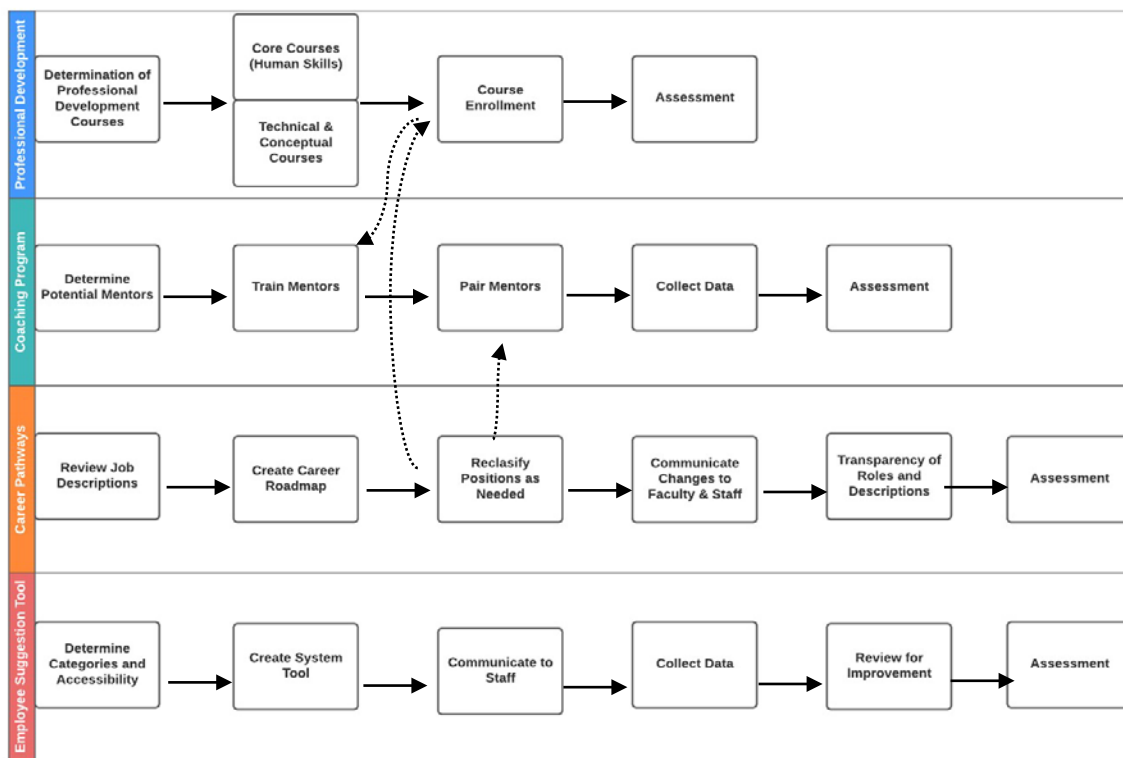 Professional Development
Determination of
Professional
Development
Courses
Core Courses
(Human Skills)
Technical &
Conceptual
Courses
Course
Enrollment
Assessment
Coaching Program
Determine
Potential Mentors
Train Mentors
Pair Mentors
Collect Data
Assessment
Career Pathways
Review Job
Descriptions
Create Career
Roadmap
Reclasify
Positions as
Needed
Communicate
Changes to
Faculty & Staff
Transparency of
Roles and
Descriptions
Assessment
Employee Suggestion Tool
Determine
Categories and
Accessibility
Create System
Tool
Communicate to
Staff
Collect Data
Review for
Improvement
Assessment